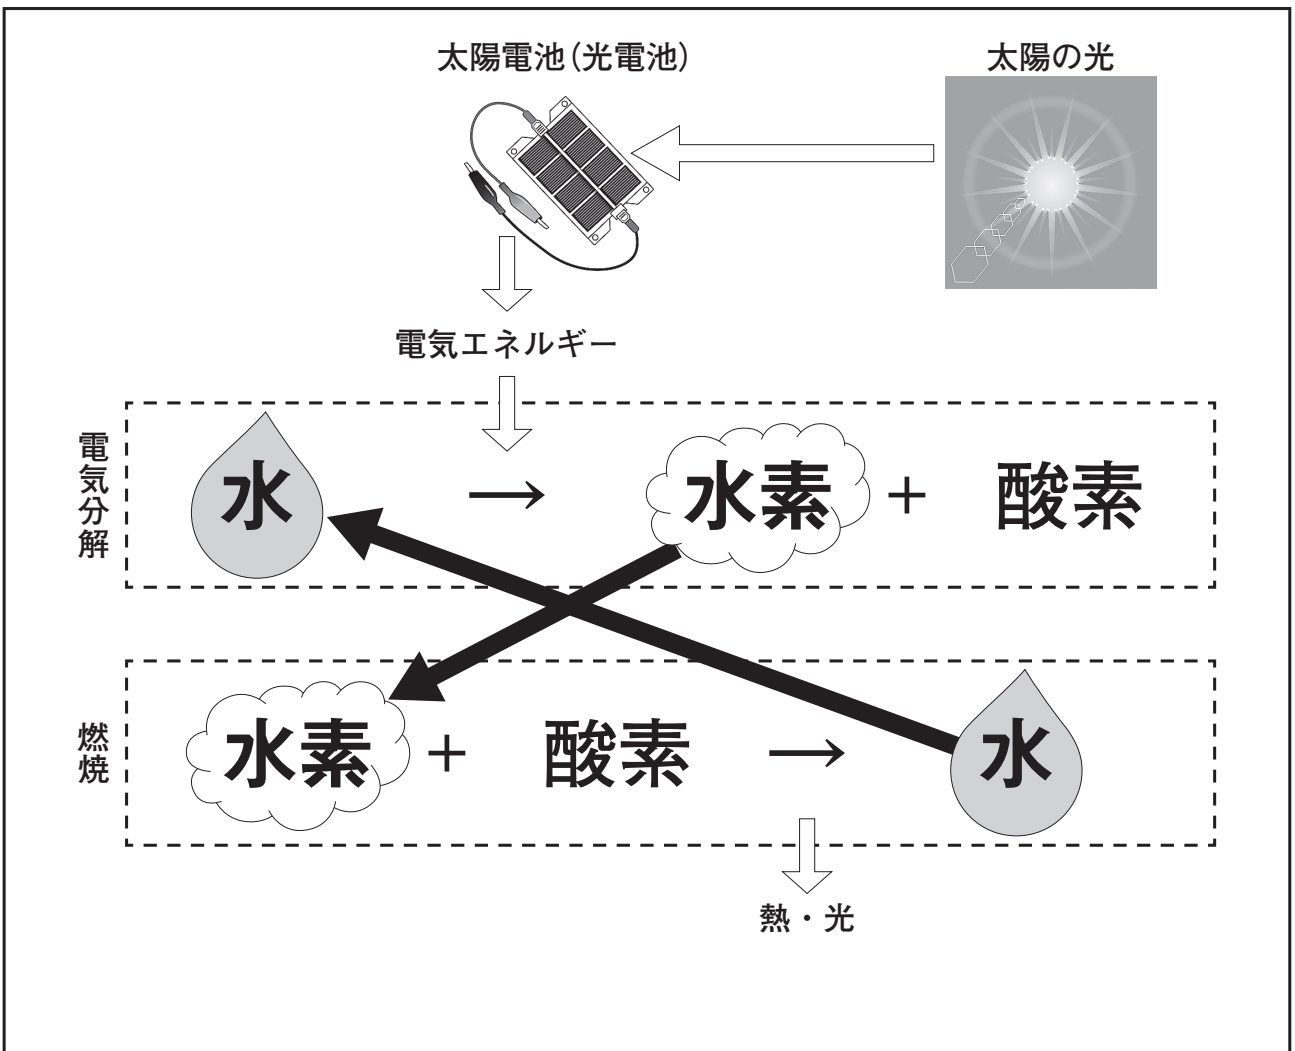 太陽電池(光電池)
太陽の光
電気エネルギー
電気分解
水 → 水素 + 酸素
燃焼
水素 + 酸素 → 水
熱・光